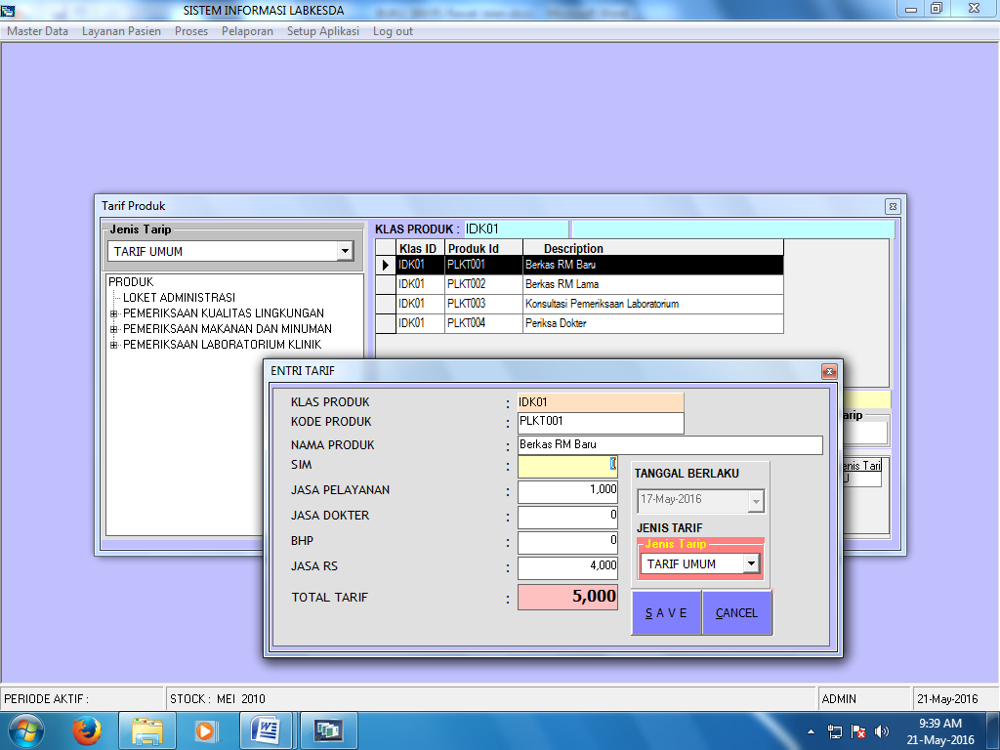 SISTEM INFORMASI LABKESDA
Master Data Layanan Pasien Proses Pelaporan Setup Aplikasi Log out
Tarif Produk
Jenis Tarip
TARIF UMUM
PRODUK
LOKET ADMINISTRASI
PEMERIKSAAN KUALITAS LINGKUNGAN
PEMERIKSAAN MAKANAN DAN MINUMAN
PEMERIKSAAN LABORATORIUM KLINIK
KLAS PRODUK : IDK01
Klas ID Produk Id Description
IDK01 PLKT001 Berkas RM Baru
IDK01 PLKT002 Berkas RM Lama
IDK01 PLKT003 Konsultasi Pemeriksaan Laboratorium
IDK01 PLKT004 Periksa Dokter
arip
enis Tari
ENTRI TARIF
KLAS PRODUK : IDK01
KODE PRODUK : PLKT001
NAMA PRODUK : Berkas RM Baru
SIM : 0
JASA PELAYANAN : 1,000
JASA DOKTER : 0
BHP : 0
JASA RS : 4,000
TOTAL TARIF : 5,000
TANGGAL BERLAKU
17-May-2016
JENIS TARIF
Jenis Tarip
TARIF UMUM
S A V E CANCEL
PERIODE AKTIF : STOCK : MEI 2010 ADMIN 21-May-2016
9:39 AM
21-May-2016